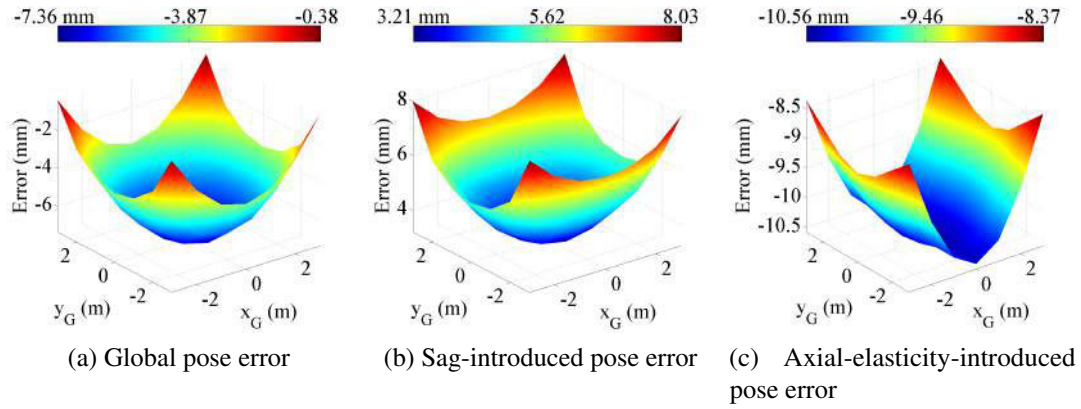 -7.36 mm -3.87 -0.38
3.21 mm 5.62 8.03
-10.56 mm -9.46 -8.37
Error (mm)
-2
-4
-6
2
0
-2
y_G (m)
-2
0
2
x_G (m)
Error (mm)
8
6
4
2
0
-2
y_G (m)
-2
0
2
x_G (m)
Error (mm)
-8.5
-9
-9.5
-10
-10.5
2
0
-2
y_G (m)
-2
0
2
x_G (m)
(a) Global pose error
(b) Sag-introduced pose error
(c) Axial-elasticity-introduced
pose error